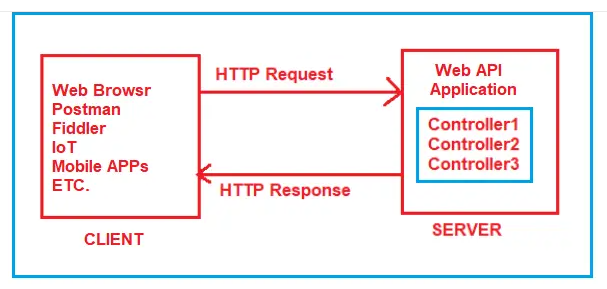 Web Browsr
Postman
Fiddler
IoT
Mobile APPs
ETC.
CLIENT
HTTP Request
HTTP Response
Web API
Application
Controller1
Controller2
Controller3
SERVER